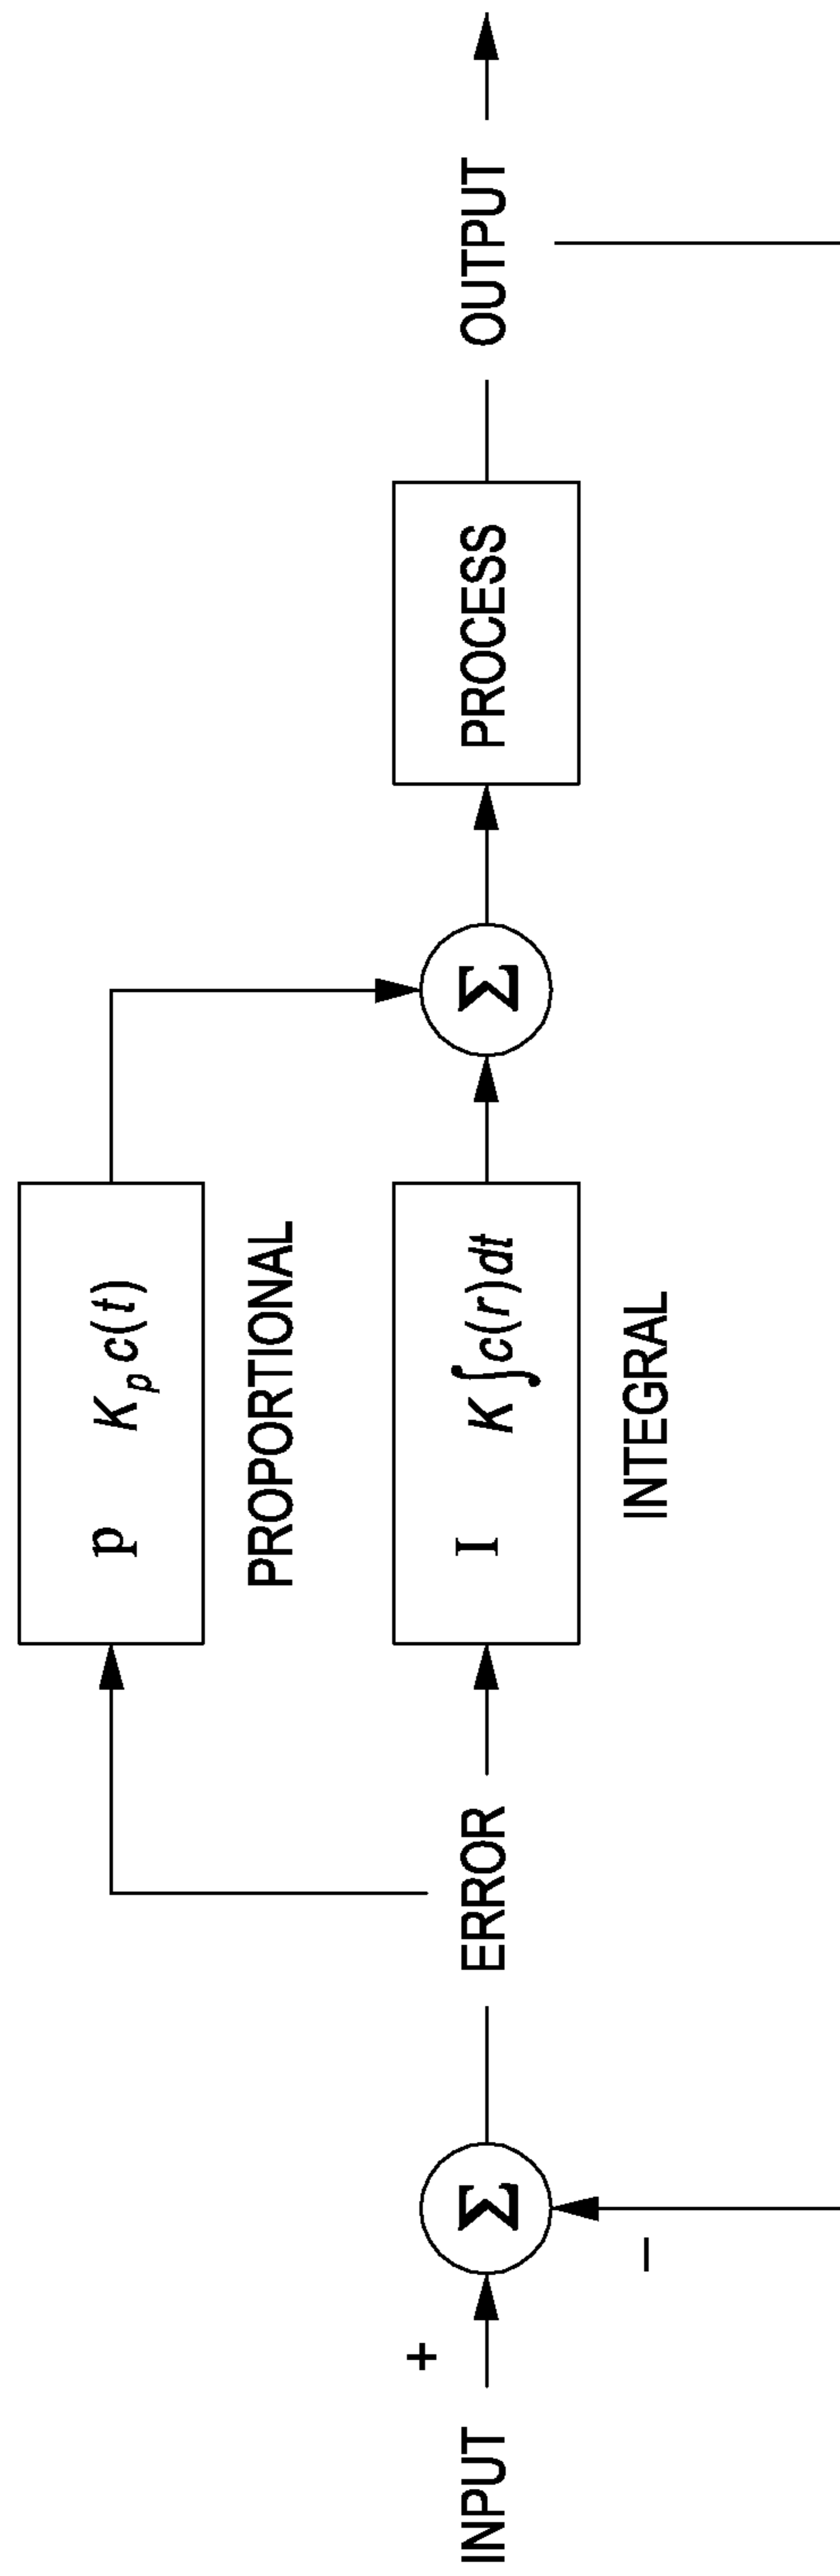 p K_p c(t)
PROPORTIONAL
INPUT
+
Σ
ERROR
I K∫c(r)dt
Σ
PROCESS
OUTPUT
−
INTEGRAL